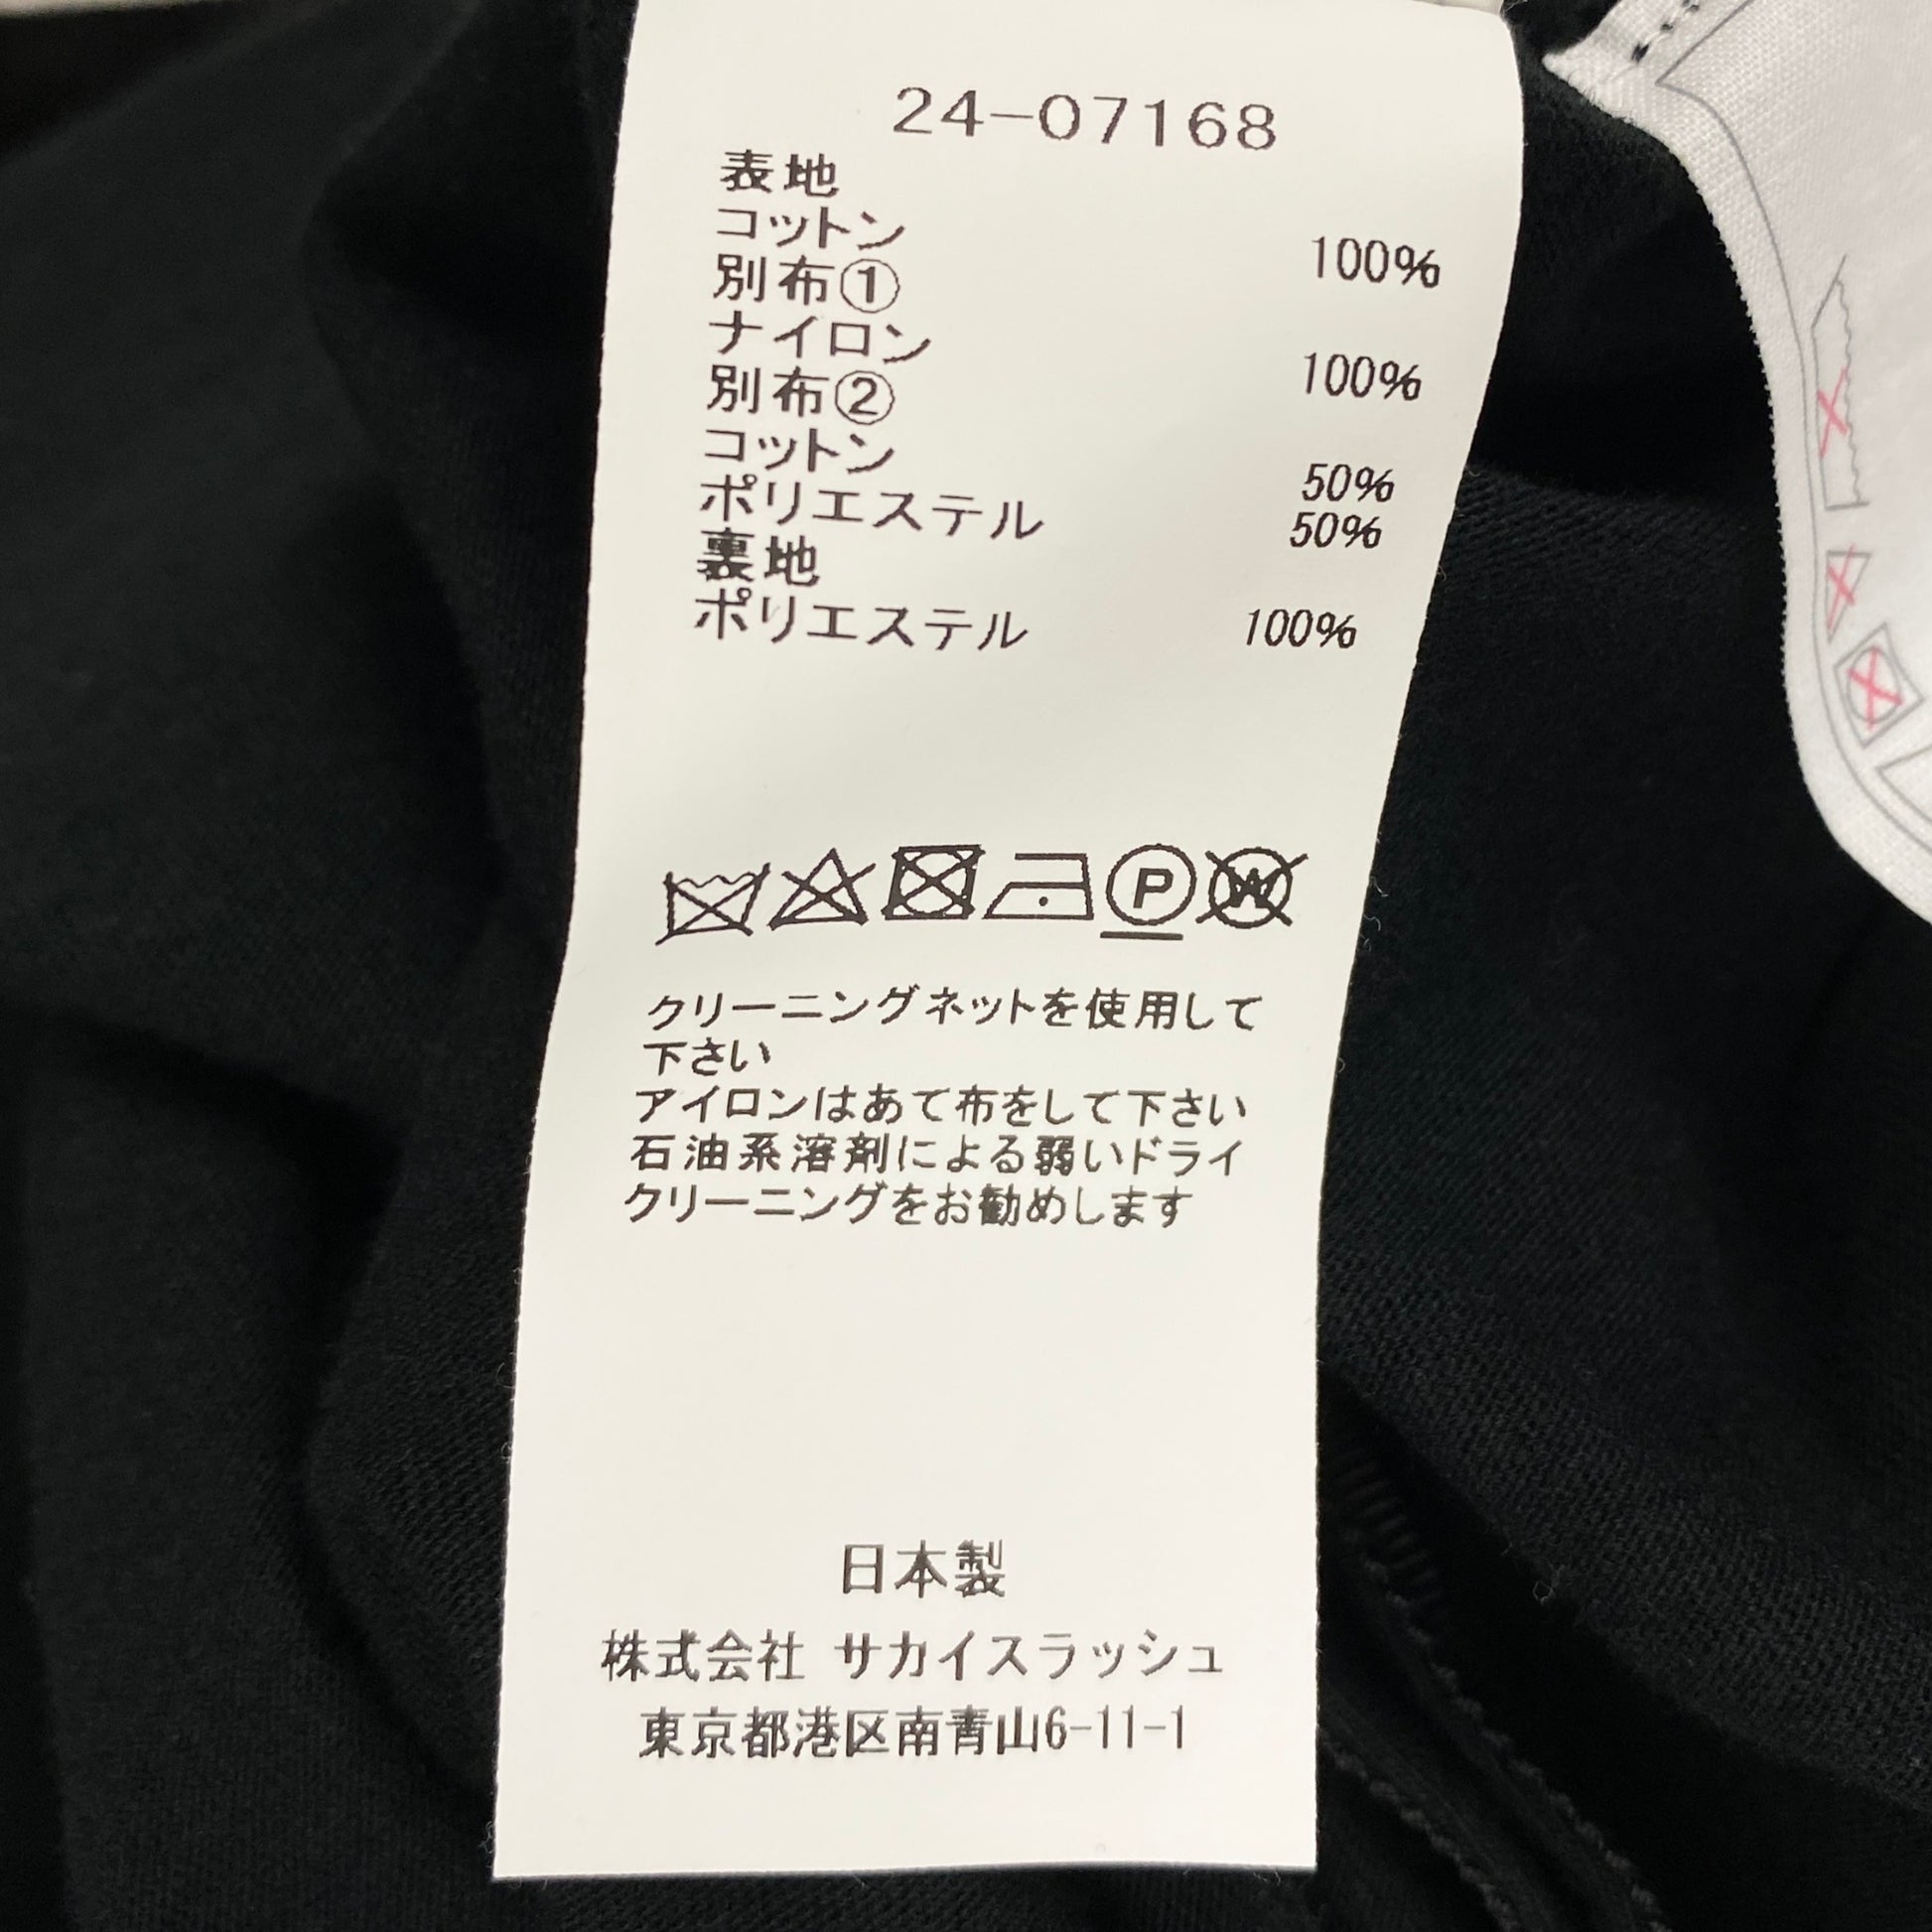 24-07168
表地
コットン 100%
別布①
ナイロン 100%
別布②
コットン 50%
ポリエステル 50%
裏地
ポリエステル 100%
P W
クリーニングネットを使用して
下さい
アイロンはあて布をして下さい
石油系溶剤による弱いドライ
クリーニングをお勧めします
日本製
株式会社 サカイスラッシュ
東京都港区南青山6-11-1